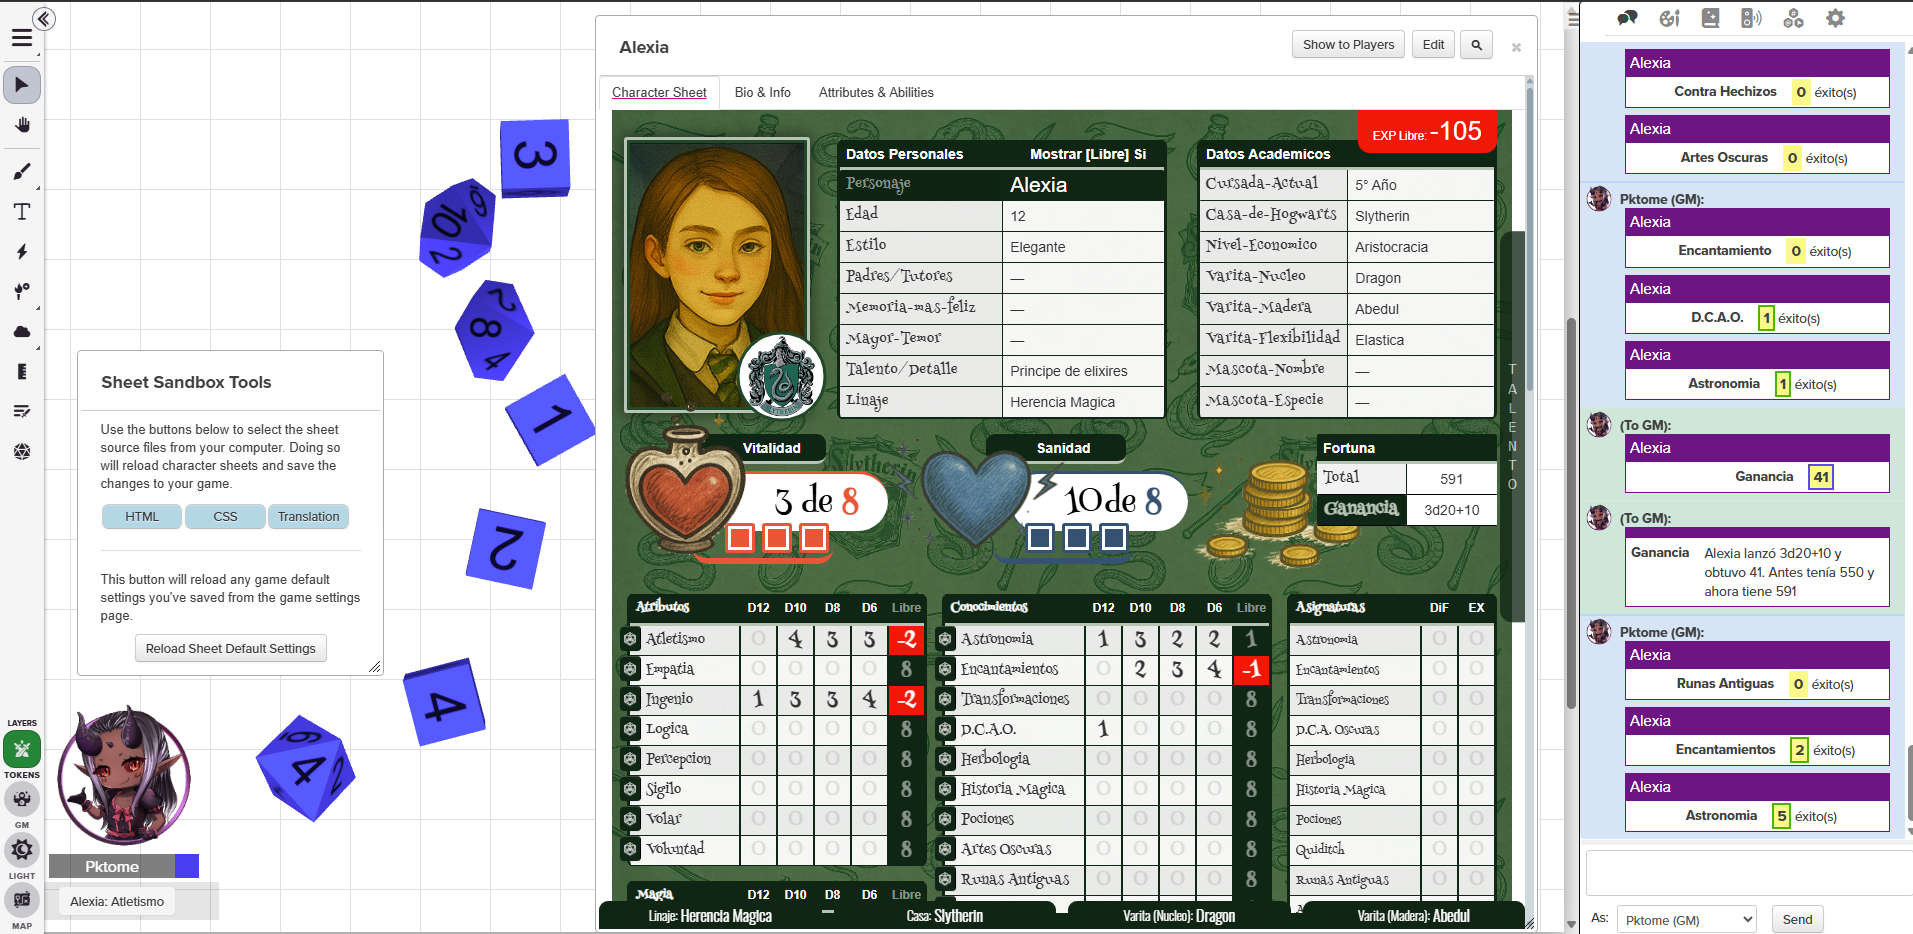 Alexia
Show to Players
Edit
Character Sheet
Bio & Info
Attributes & Abilities
EXP Libre: -105
Datos Personales
Mostrar [Libre] Si
Personaje Alexia
Edad 12
Estilo Elegante
Padres/Tutores —
Memoria-mas-feliz —
Mayor-Temor —
Talento/Detalle Principe de elixires
Linaje Herencia Magica
Datos Academicos
Cursada-Actual 5° Año
Casa-de-Hogwarts Slytherin
Nivel-Economico Aristocracia
Varita-Nucleo Dragon
Varita-Madera Abedul
Varita-Flexibilidad Elastica
Mascota-Nombre —
Mascota-Especie —
TALENTO
Vitalidad
3 de 8
Sanidad
10 de 8
Fortuna
Total 591
Ganancia 3d20+10
Atributos D12 D10 D8 D6 Libre
Atletismo 0 4 3 3 -2
Empatia 0 0 0 0 8
Ingenio 1 3 3 4 -2
Logica 0 0 0 0 8
Percepcion 0 0 0 0 8
Sigilo 0 0 0 0 8
Volar 0 0 0 0 8
Voluntad 0 0 0 0 8
Magia D12 D10 D8 D6 Libre
Conocimientos D12 D10 D8 D6 Libre
Astronomia 1 3 2 2 1
Encantamientos 0 2 3 4 -1
Transformaciones 0 0 0 0 8
D.C.A.O. 1 0 0 0 8
Herbologia 0 0 0 0 8
Historia Magica 0 0 0 0 8
Pociones 0 0 0 0 8
Artes Oscuras 0 0 0 0 8
Runas Antiguas 0 0 0 0 8
Asignaturas DiF EX
Astronomia 0 0
Encantamientos 0 0
Transformaciones 0 0
D.C.A. Oscuras 0 0
Herbologia 0 0
Historia Magica 0 0
Pociones 0 0
Quiditch 0 0
Runas Antiguas 0 0
Linaje: Herencia Magica
Casa: Slytherin
Varita (Nucleo): Dragon
Varita (Madera): Abedul
3
10
2
2
8
4
1
2
4
6
4
2
Sheet Sandbox Tools
Use the buttons below to select the sheet
source files from your computer. Doing so
will reload character sheets and save the
changes to your game.
HTML
CSS
Translation
This button will reload any game default
settings you've saved from the game settings
page.
Reload Sheet Default Settings
LAYERS
TOKENS
GM
LIGHT
MAP
Pktome
Alexia: Atletismo
Alexia
Contra Hechizos 0 éxito(s)
Alexia
Artes Oscuras 0 éxito(s)
Pktome (GM):
Alexia
Encantamiento 0 éxito(s)
Alexia
D.C.A.O. 1 éxito(s)
Alexia
Astronomia 1 éxito(s)
(To GM):
Alexia
Ganancia 41
(To GM):
Ganancia Alexia lanzó 3d20+10 y
obtuvo 41. Antes tenía 550 y
ahora tiene 591
Pktome (GM):
Alexia
Runas Antiguas 0 éxito(s)
Alexia
Encantamientos 2 éxito(s)
Alexia
Astronomia 5 éxito(s)
As: Pktome (GM)
Send